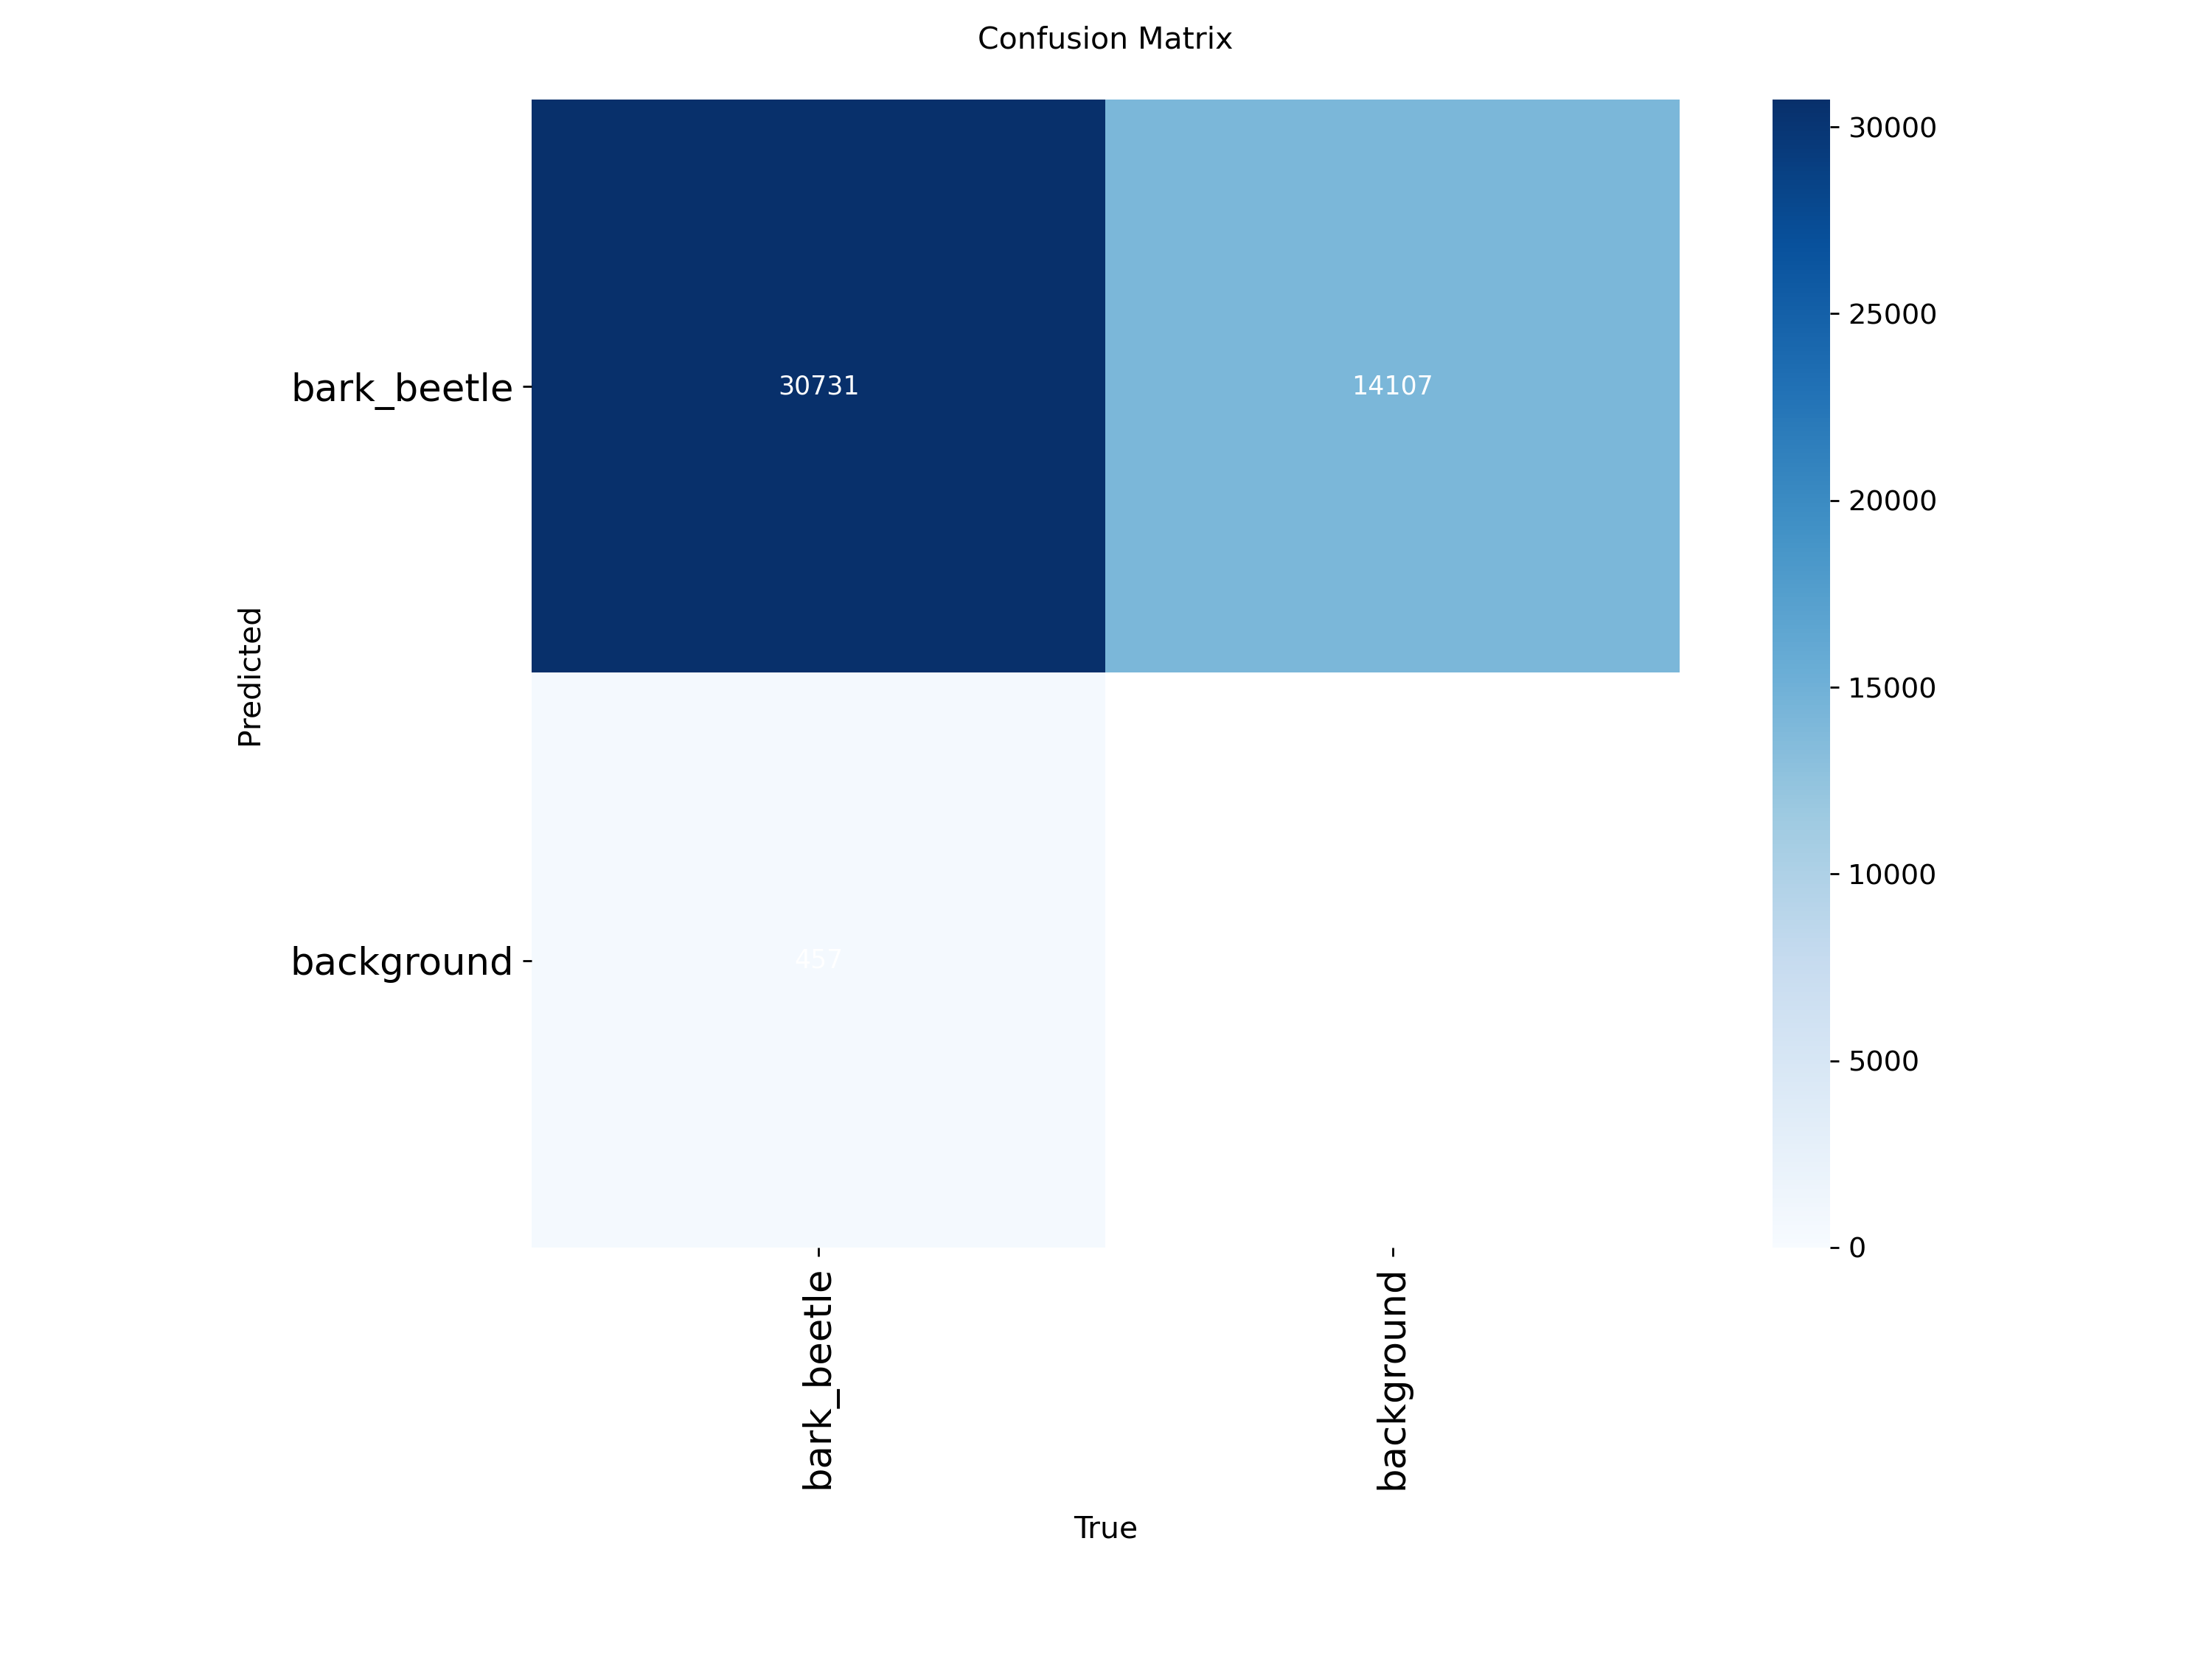 Confusion Matrix
30000
25000
20000
15000
10000
5000
0
Predicted
bark_beetle
background
30731
14107
457
bark_beetle
background
True